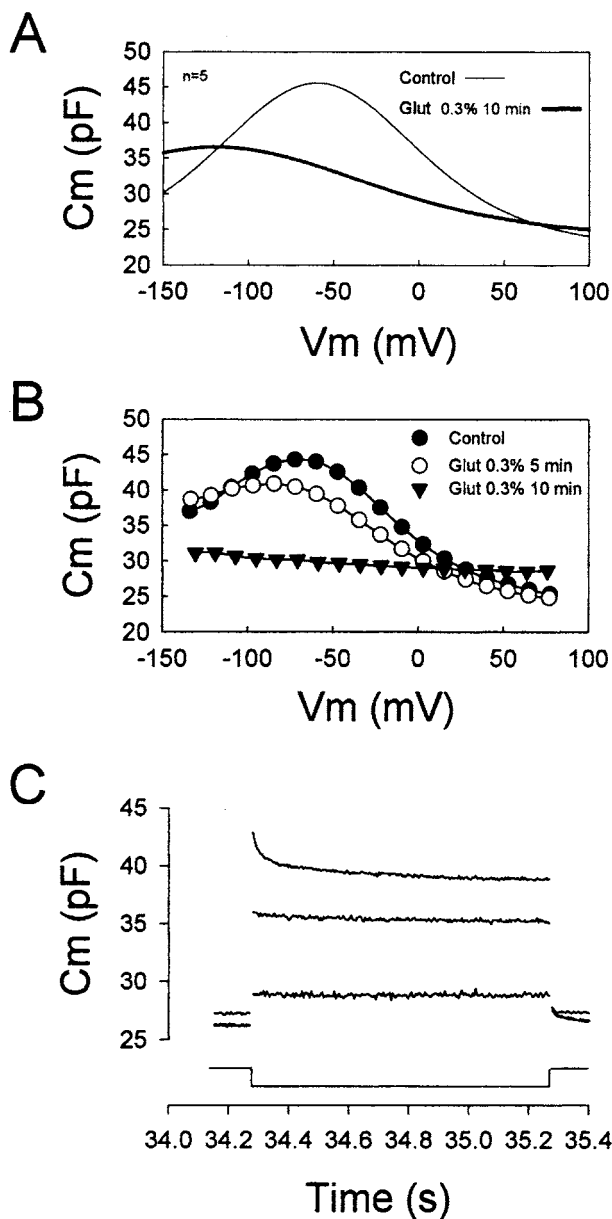 A
50
45
40
35
30
25
20
Cm (pF)
n=5
Control
Glut 0.3% 10 min
-150 -100 -50 0 50 100
Vm (mV)
B
50
45
40
35
30
25
20
Cm (pF)
Control
Glut 0.3% 5 min
Glut 0.3% 10 min
-150 -100 -50 0 50 100
Vm (mV)
C
45
40
35
30
25
Cm (pF)
34.0 34.2 34.4 34.6 34.8 35.0 35.2 35.4
Time (s)